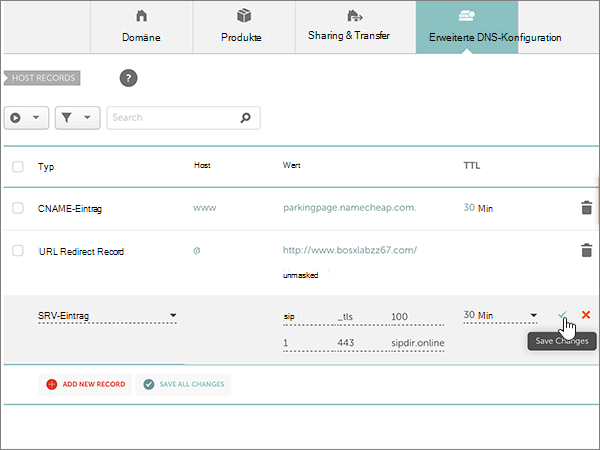 Domäne
Produkte
Sharing & Transfer
Erweiterte DNS-Konfiguration
HOST RECORDS
?
Search
Typ Host Wert TTL
CNAME-Eintrag www parkingpage.namecheap.com. 30 Min
URL Redirect Record @ http://www.bosxlabzz67.com/
unmasked
SRV-Eintrag sip _tls 100 30 Min
1 443 sipdir.online
Save Changes
ADD NEW RECORD SAVE ALL CHANGES